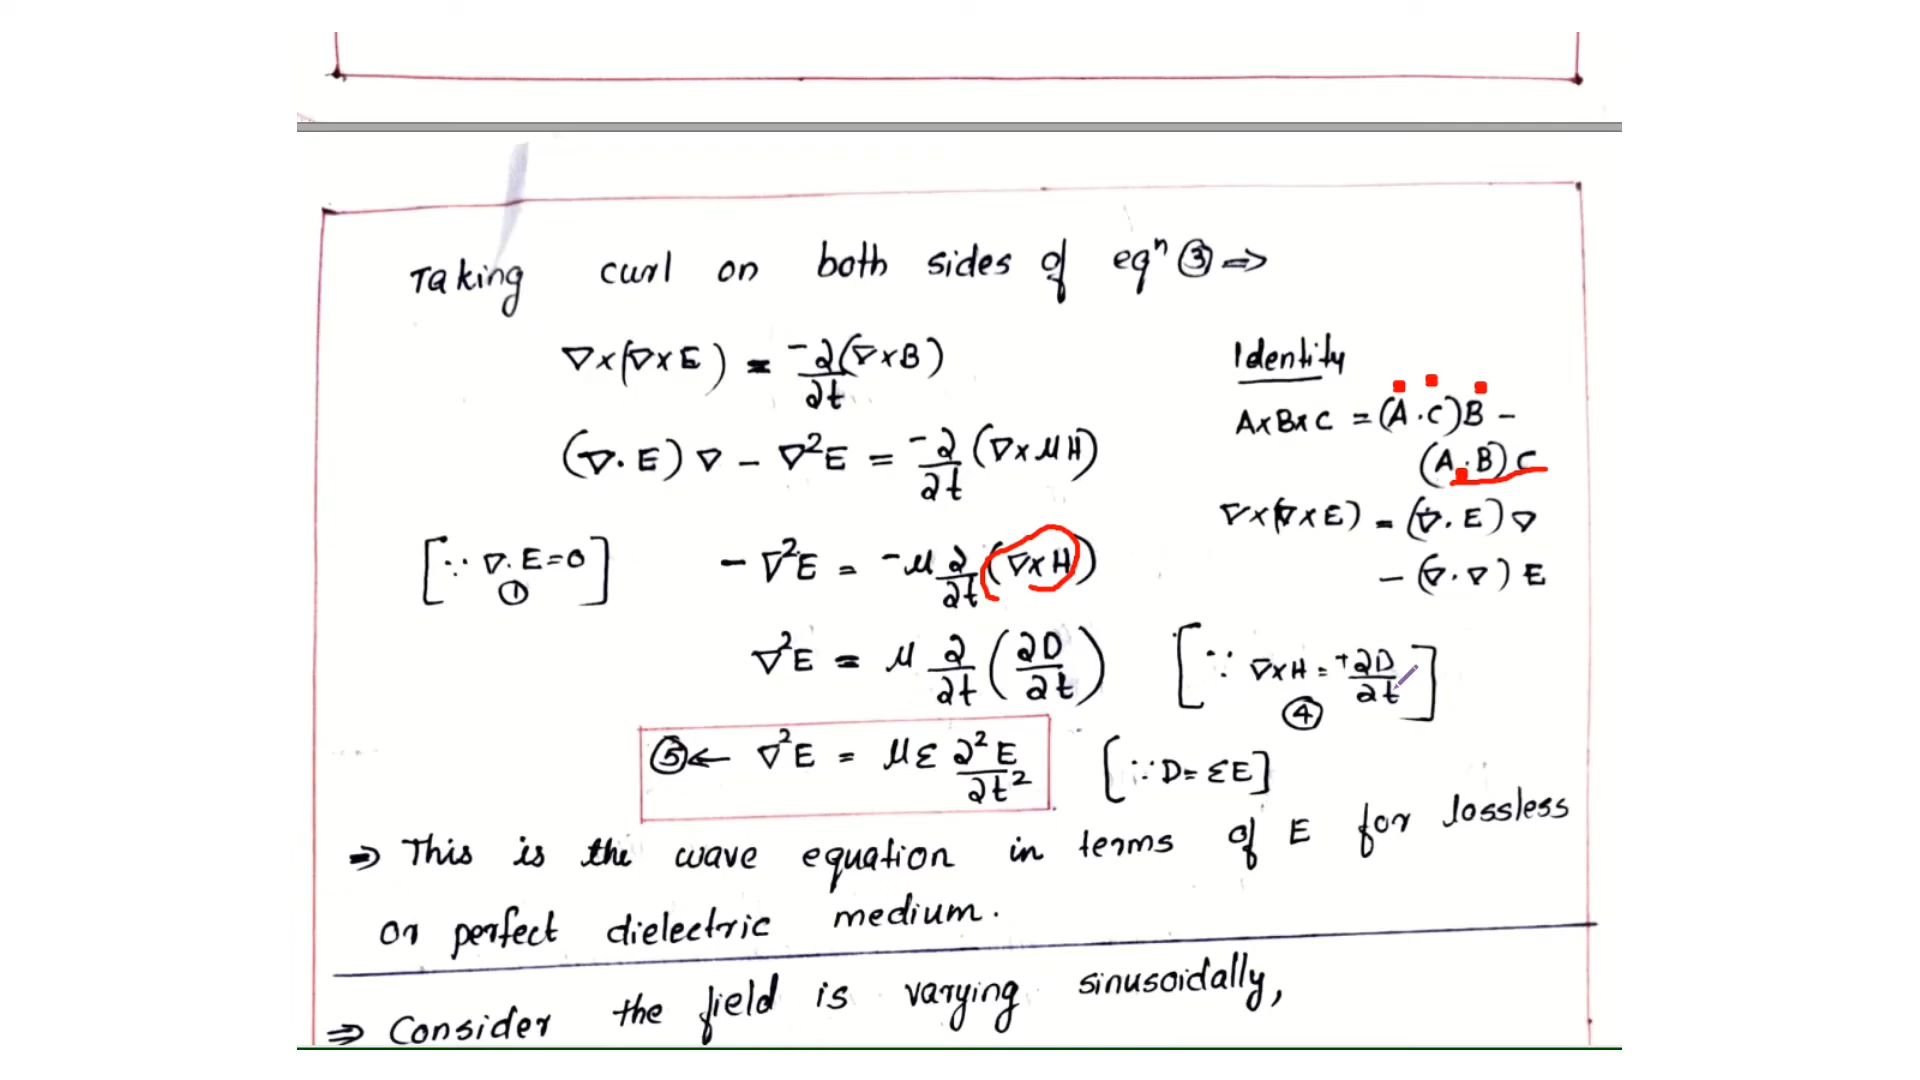 Taking curl on both sides of eqⁿ ③ ⇒
∇×(∇×E) = -∂/∂t (∇×B)
(∇·E)∇ - ∇²E = -∂/∂t (∇×μH)
[∵ ∇·E=0] ①
-∇²E = -μ ∂/∂t (∇×H)
∇²E = μ ∂/∂t (∂D/∂t)
[∵ ∇×H = +∂D/∂t] ④
⑤ ← ∇²E = με ∂²E/∂t²
[∵ D = εE]
Identity
A×B×C = (A·C)B -
(A·B)C
∇×(∇×E) = (∇·E)∇
- (∇·∇)E
⇒ This is the wave equation in terms of E for lossless
or perfect dielectric medium.
⇒ Consider the field is varying sinusoidally,